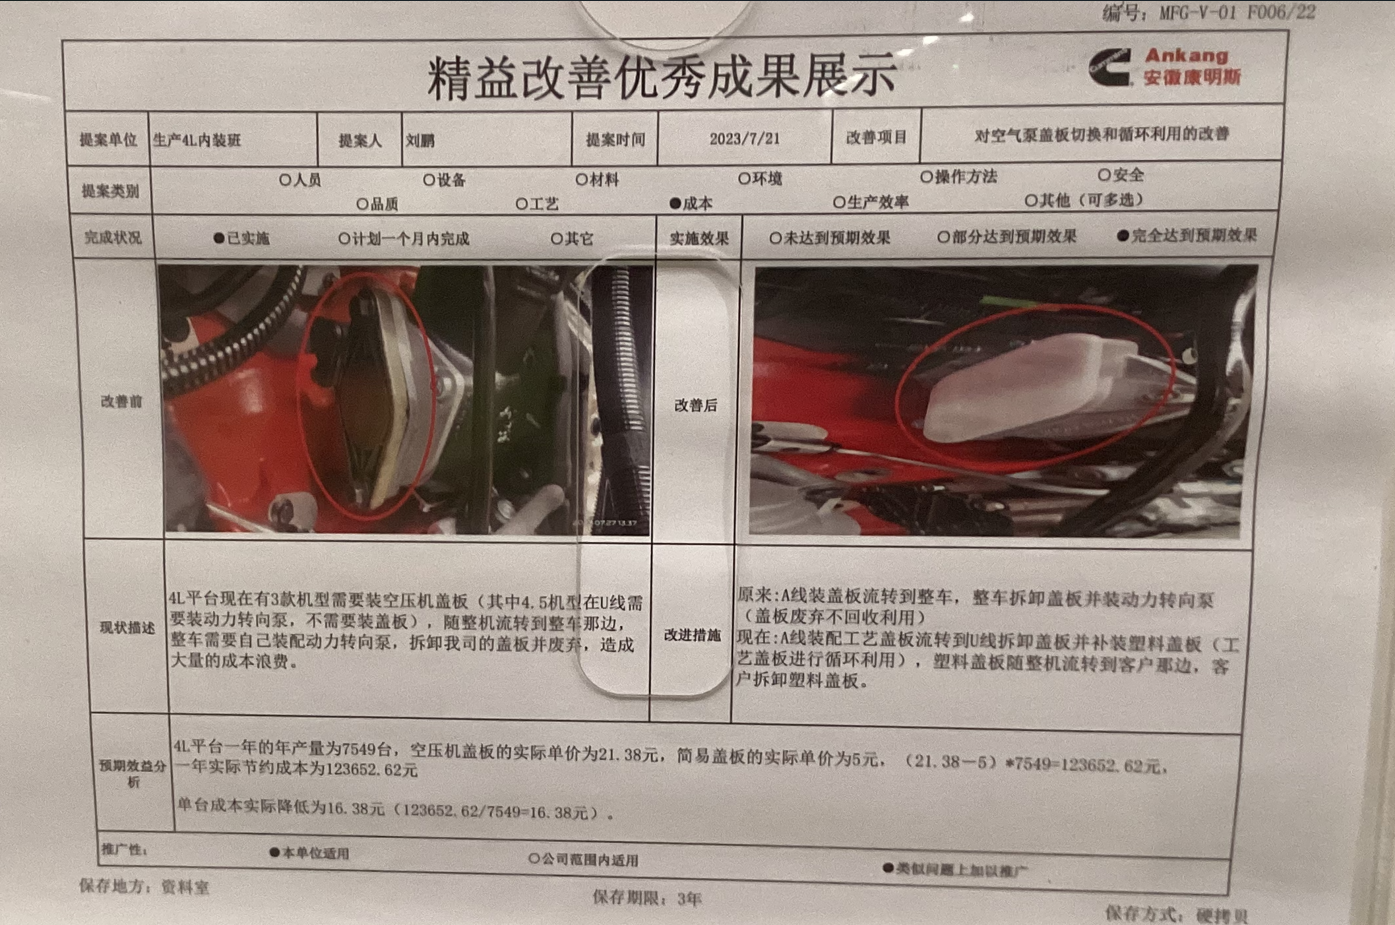 编号：MFG-V-01 F006/22
精益改善优秀成果展示
Cummins
Ankang
安徽康明斯
提案单位 生产4L内装班 提案人 刘鹏 提案时间 2023/7/21 改善项目 对空气泵盖板切换和循环利用的改善
提案类别 ○人员 ○设备 ○材料 ○环境 ○操作方法 ○安全
○品质 ○工艺 ●成本 ○生产效率 ○其他（可多选）
完成状况 ●已实施 ○计划一个月内完成 ○其它 实施效果 ○未达到预期效果 ○部分达到预期效果 ●完全达到预期效果
改善前
改善后
现状描述
4L平台现在有3款机型需要装空压机盖板（其中4.5机型在U线需
要装动力转向泵，不需要装盖板），随整机流转到整车那边，
整车需要自己装配动力转向泵，拆卸我司的盖板并废弃，造成
大量的成本浪费。
改进措施
原来:A线装盖板流转到整车，整车拆卸盖板并装动力转向泵
（盖板废弃不回收利用）
现在:A线装配工艺盖板流转到U线拆卸盖板并补装塑料盖板（工
艺盖板进行循环利用），塑料盖板随整机流转到客户那边，客
户拆卸塑料盖板。
预期效益分
析
4L平台一年的年产量为7549台，空压机盖板的实际单价为21.38元，简易盖板的实际单价为5元，（21.38－5）*7549=123652.62元，
一年实际节约成本为123652.62元
单台成本实际降低为16.38元（123652.62/7549=16.38元）。
推广性： ●本单位适用 ○公司范围内适用 ●类似问题上加以推广
保存地方：资料室 保存期限：3年 保存方式：硬拷贝